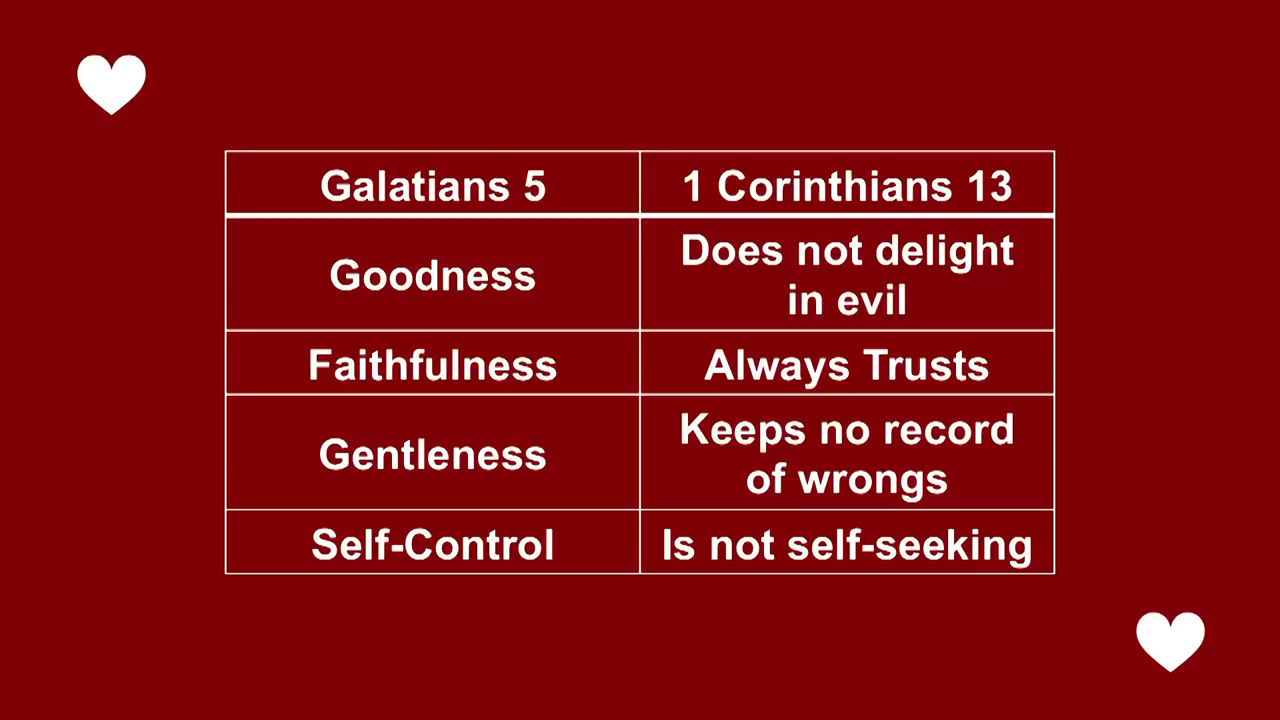 Galatians 5
1 Corinthians 13
Goodness
Does not delight
in evil
Faithfulness
Always Trusts
Gentleness
Keeps no record
of wrongs
Self-Control
Is not self-seeking